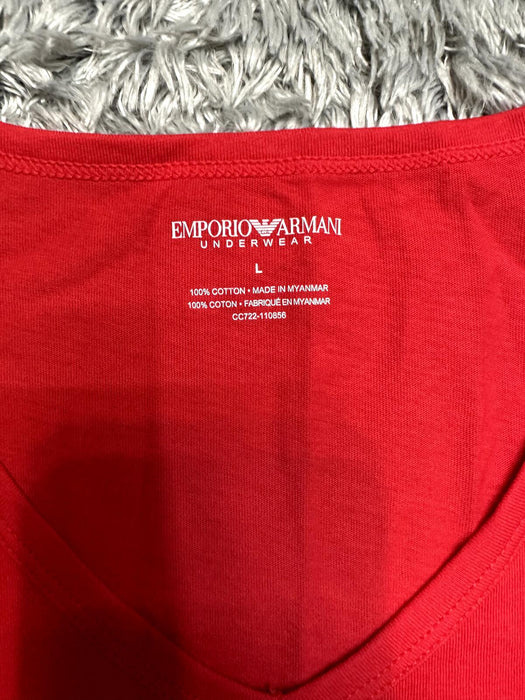 EMPORIO ARMANI
UNDERWEAR
L
100% COTTON • MADE IN MYANMAR
100% COTON • FABRIQUÉ EN MYANMAR
CC722-110856